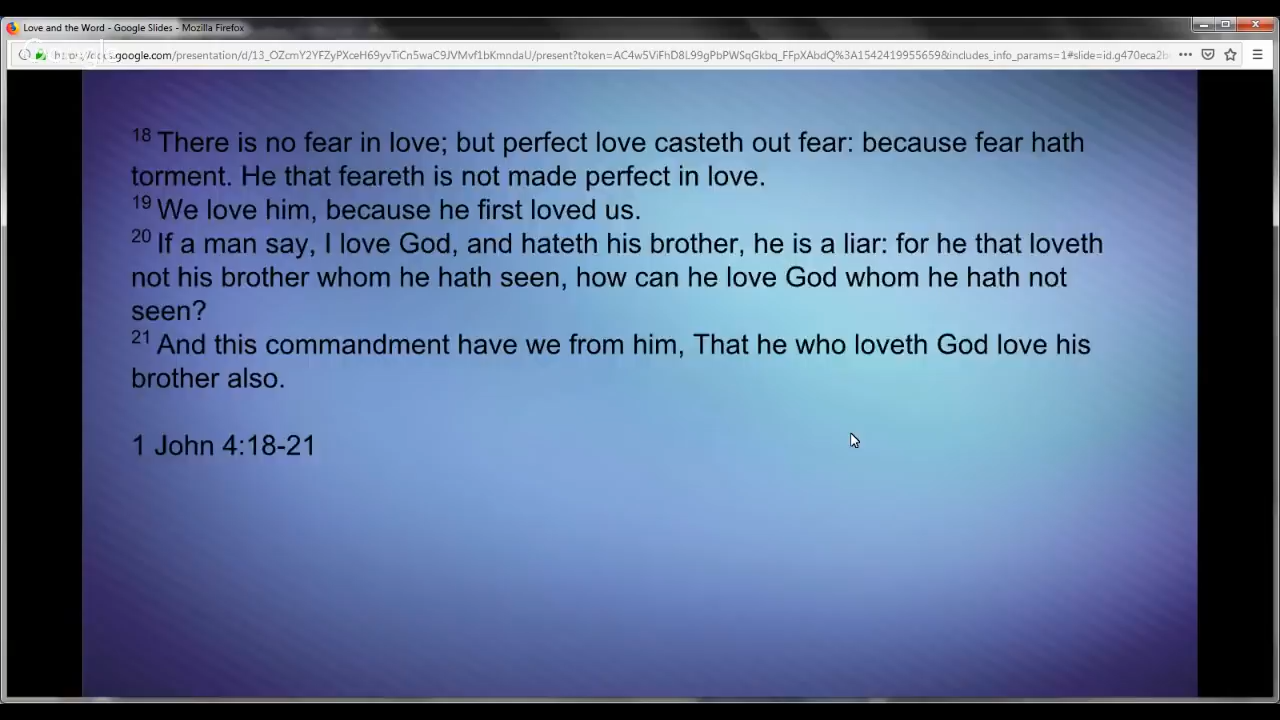 Love and the Word - Google Slides - Mozilla Firefox
18 There is no fear in love; but perfect love casteth out fear: because fear hath
torment. He that feareth is not made perfect in love.
19 We love him, because he first loved us.
20 If a man say, I love God, and hateth his brother, he is a liar: for he that loveth
not his brother whom he hath seen, how can he love God whom he hath not
seen?
21 And this commandment have we from him, That he who loveth God love his
brother also.
1 John 4:18-21